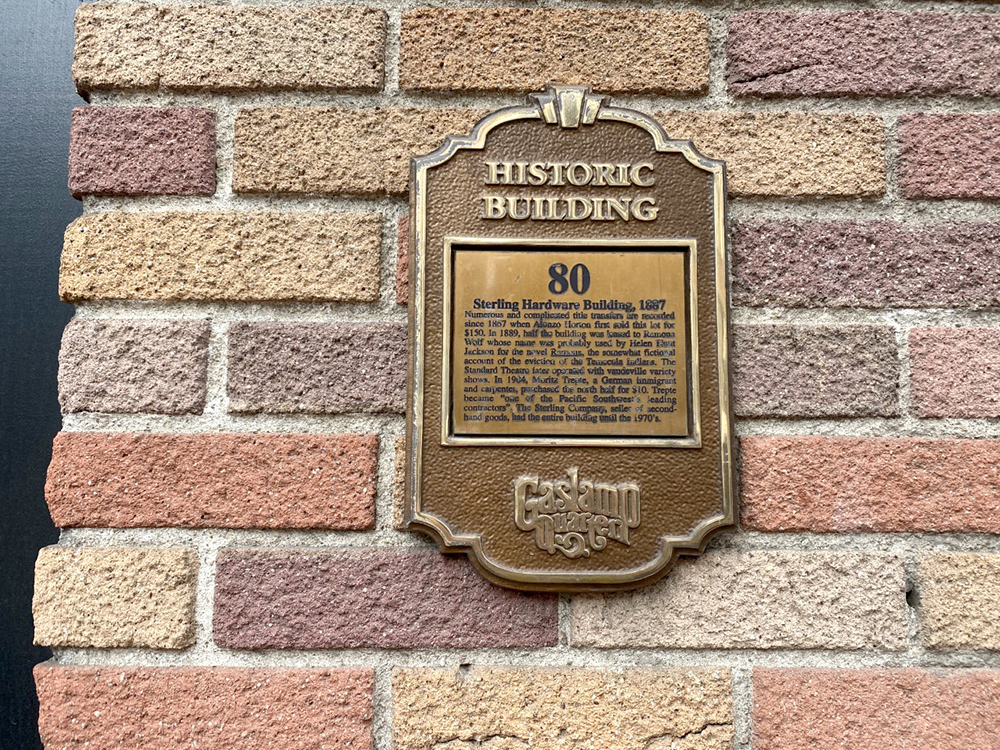 HISTORIC
BUILDING
80
Sterling Hardware Building, 1887
Numerous and complicated title transfers are recorded
since 1867 when Alonzo Horton first sold this lot for
$150. In 1889, half the building was leased to Ramona
Wolf whose name was probably used by Helen Hunt
Jackson for the novel Ramona, the somewhat fictional
account of the eviction of the Temecula Indians. The
Standard Theatre later operated with vaudeville variety
shows. In 1904, Moritz Trepte, a German immigrant
and carpenter, purchased the north half for $10. Trepte
became "one of the Pacific Southwest's leading
contractors". The Sterling Company, seller of second-
hand goods, had the entire building until the 1970's.
Gaslamp
Quarter